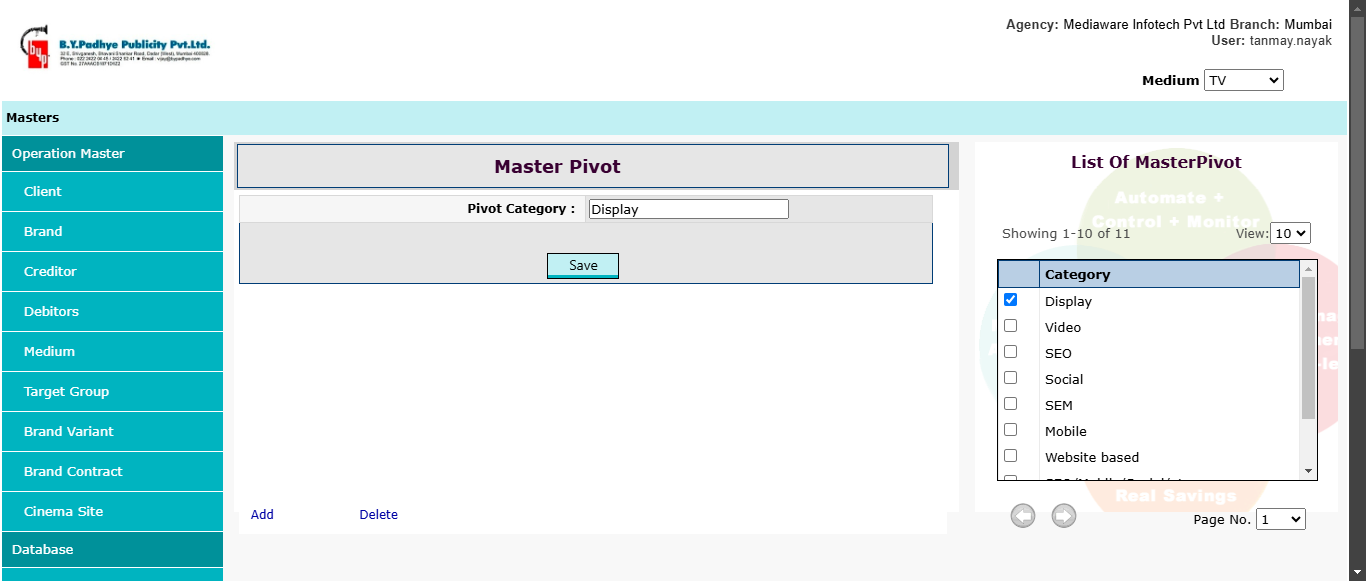 B.Y.Padhye Publicity Pvt.Ltd.
Agency: Mediaware Infotech Pvt Ltd Branch: Mumbai
User: tanmay.nayak
Medium TV
Masters
Operation Master
Client
Brand
Creditor
Debitors
Medium
Target Group
Brand Variant
Brand Contract
Cinema Site
Database
Master Pivot
Pivot Category : Display
Save
Add Delete
List Of MasterPivot
Automate +
Control + Monitor
Showing 1-10 of 11 View: 10
Category
Display
Video
SEO
Social
SEM
Mobile
Website based
Real Savings
Page No. 1